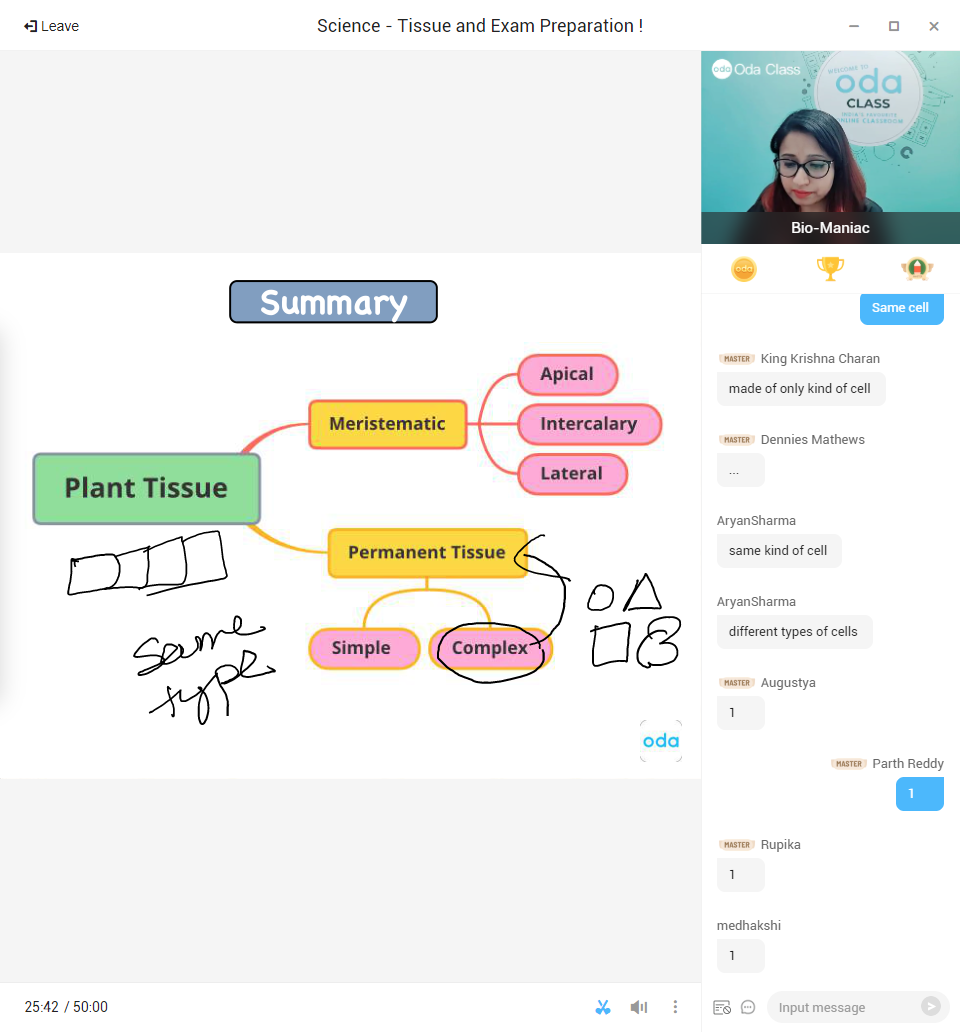 Leave
Science - Tissue and Exam Preparation !
oda Oda Class
WELCOME TO
oda
CLASS
INDIA'S FAVOURITE
ONLINE CLASSROOM
Bio-Maniac
oda
Summary
Plant Tissue
Meristematic
Apical
Intercalary
Lateral
Permanent Tissue
Simple
Complex
Same
type
oda
25:42 / 50:00
Same cell
MASTER King Krishna Charan
made of only kind of cell
MASTER Dennies Mathews
...
AryanSharma
same kind of cell
AryanSharma
different types of cells
MASTER Augustya
1
MASTER Parth Reddy
1
MASTER Rupika
1
medhakshi
1
Input message